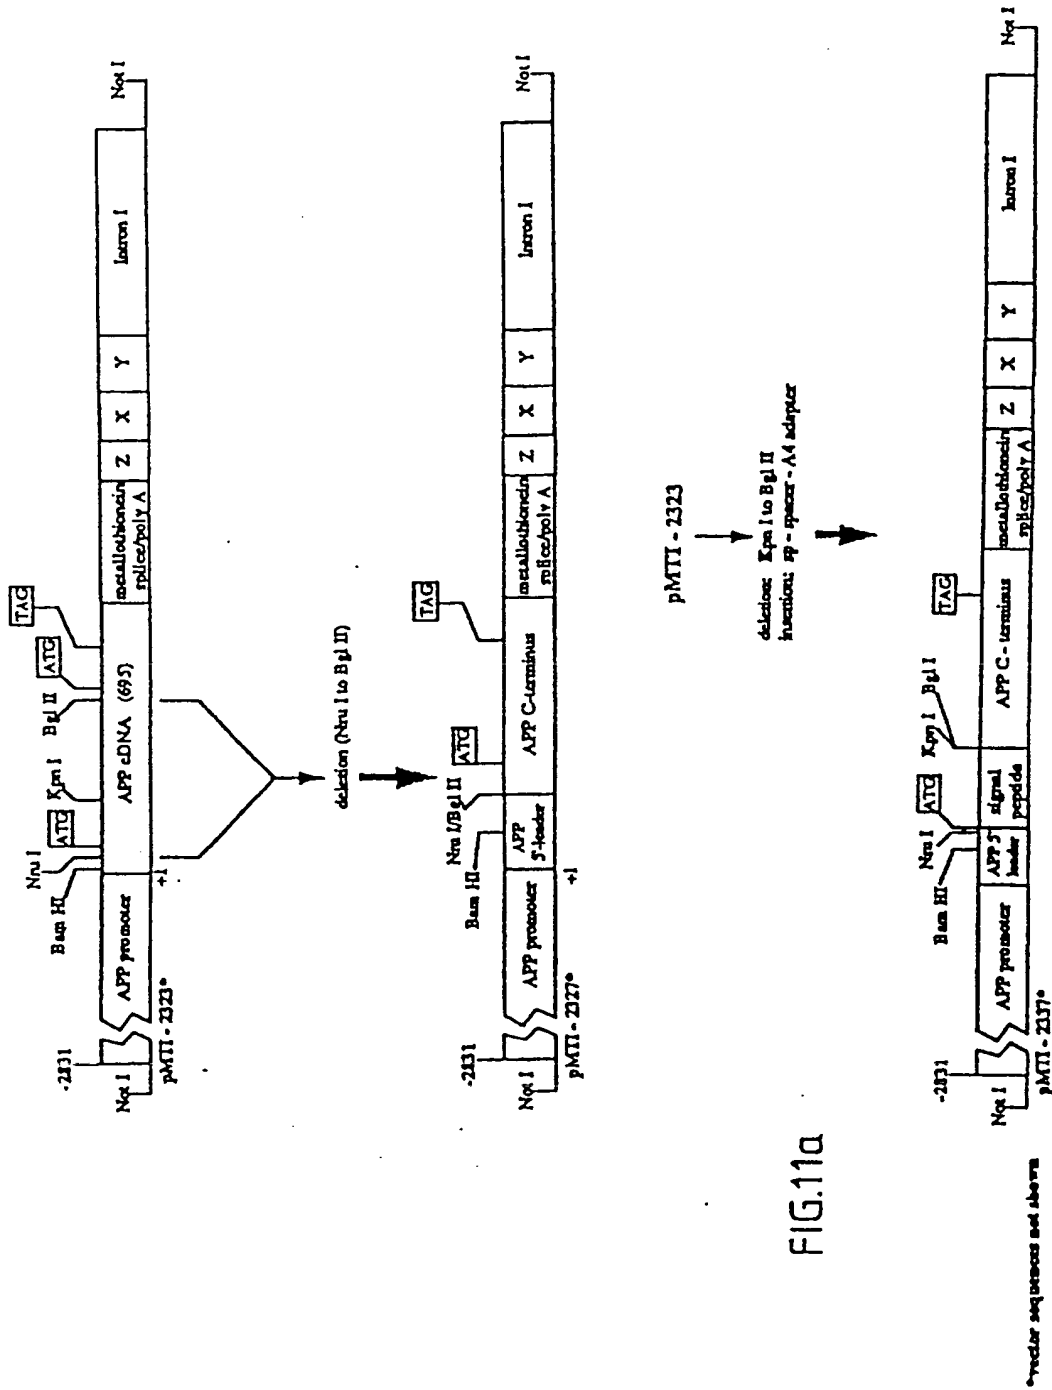 -2831
Not I
Bam HI
Nru I
ATG
Kpn I
Bgl II
ATG
TAG
Not I
APP promoter
APP cDNA (695)
metallothionein
splice/poly A
Z
X
Y
Intron I
pMTI - 2323*
+1
deletion (Nru I to Bgl II)
-2831
Not I
Bam HI
Nru I/Bgl II
ATG
TAG
Not I
APP promoter
APP
5'-leader
APP C-terminus
metallothionein
splice/poly A
Z
X
Y
Intron I
pMTI - 2327*
+1
pMTI - 2323
deletion: Kpn I to Bgl II
insertion: sp - spacer - A4 adapter
-2831
Not I
Bam HI
Nru I
ATG
Kpn I
Bgl I
TAG
Not I
APP promoter
APP 5'
leader
signal
peptide
APP C - terminus
metallothionein
splice/poly A
Z
X
Y
Intron I
pMTI - 2337*
FIG.11a
*vector sequences not shown